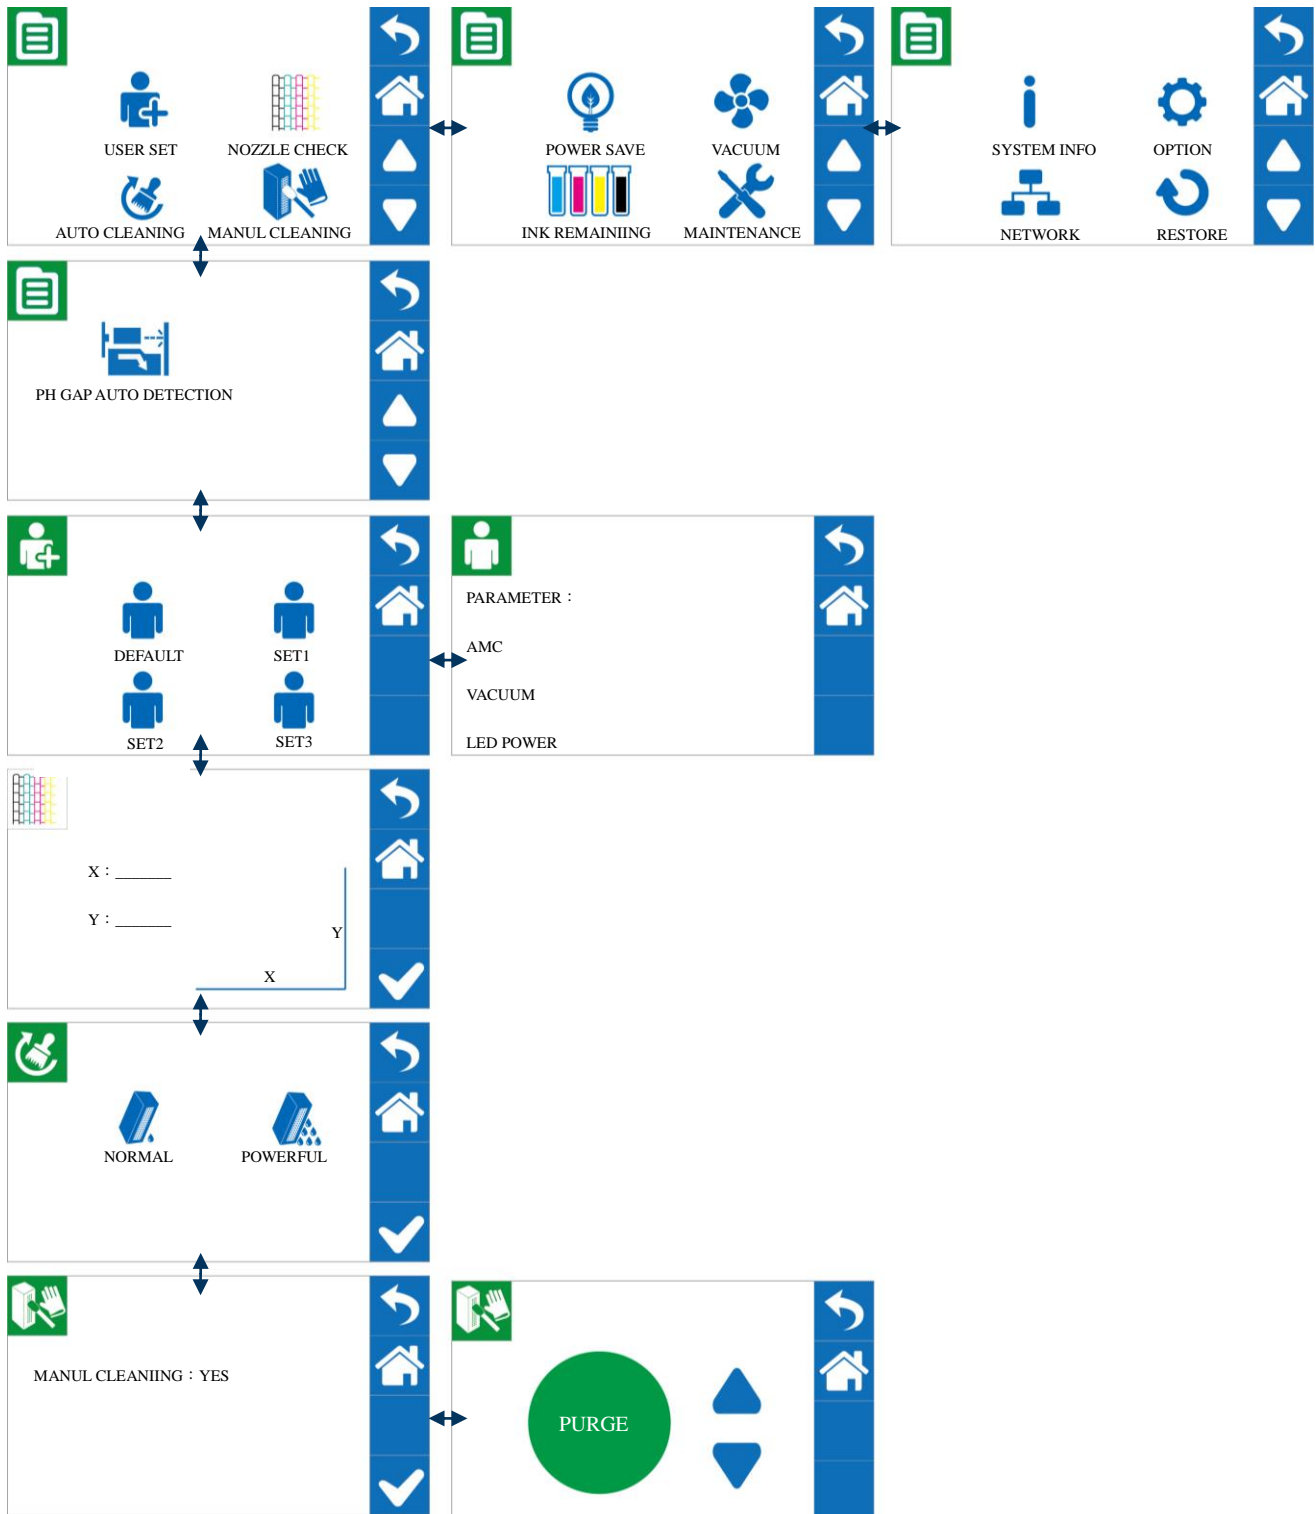 USER SET
NOZZLE CHECK
AUTO CLEANING
MANUL CLEANING
POWER SAVE
VACUUM
INK REMAINIING
MAINTENANCE
SYSTEM INFO
OPTION
NETWORK
RESTORE
PH GAP AUTO DETECTION
DEFAULT
SET1
SET2
SET3
PARAMETER：
AMC
VACUUM
LED POWER
X：_______
Y：_______
Y
X
NORMAL
POWERFUL
MANUL CLEANIING：YES
PURGE